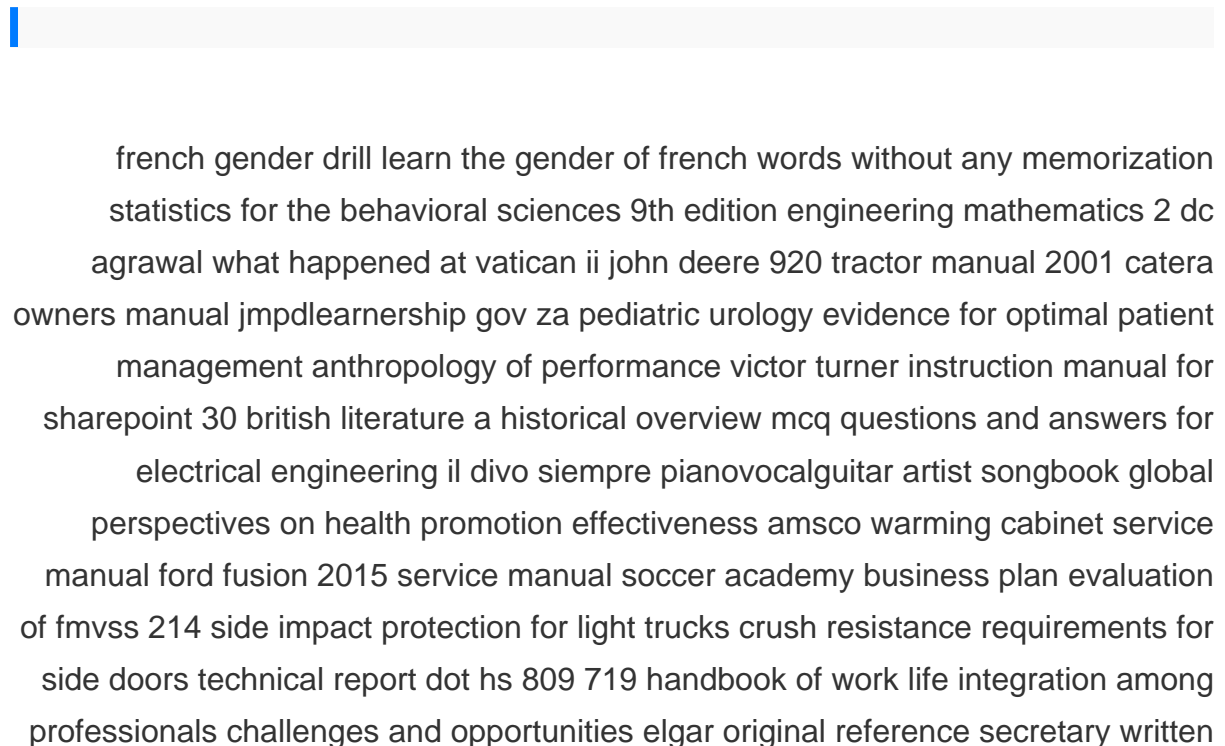 french gender drill learn the gender of french words without any memorization
statistics for the behavioral sciences 9th edition engineering mathematics 2 dc
agrawal what happened at vatican ii john deere 920 tractor manual 2001 catera
owners manual jmpdlearnership gov za pediatric urology evidence for optimal patient
management anthropology of performance victor turner instruction manual for
sharepoint 30 british literature a historical overview mcq questions and answers for
electrical engineering il divo siempre pianovocalguitar artist songbook global
perspectives on health promotion effectiveness amsco warming cabinet service
manual ford fusion 2015 service manual soccer academy business plan evaluation
of fmvss 214 side impact protection for light trucks crush resistance requirements for
side doors technical report dot hs 809 719 handbook of work life integration among
professionals challenges and opportunities elgar original reference secretary written